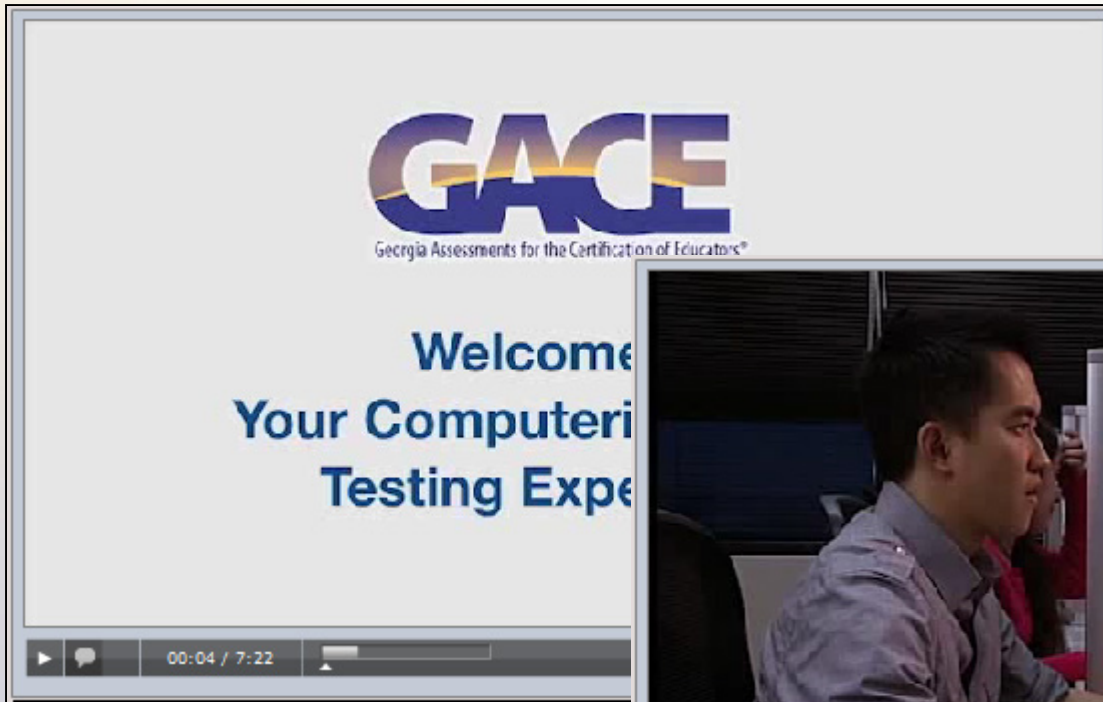 GACE
Georgia Assessments for the Certification of Educators®
Welcome
Your Computeri
Testing Expe
00:04 / 7:22